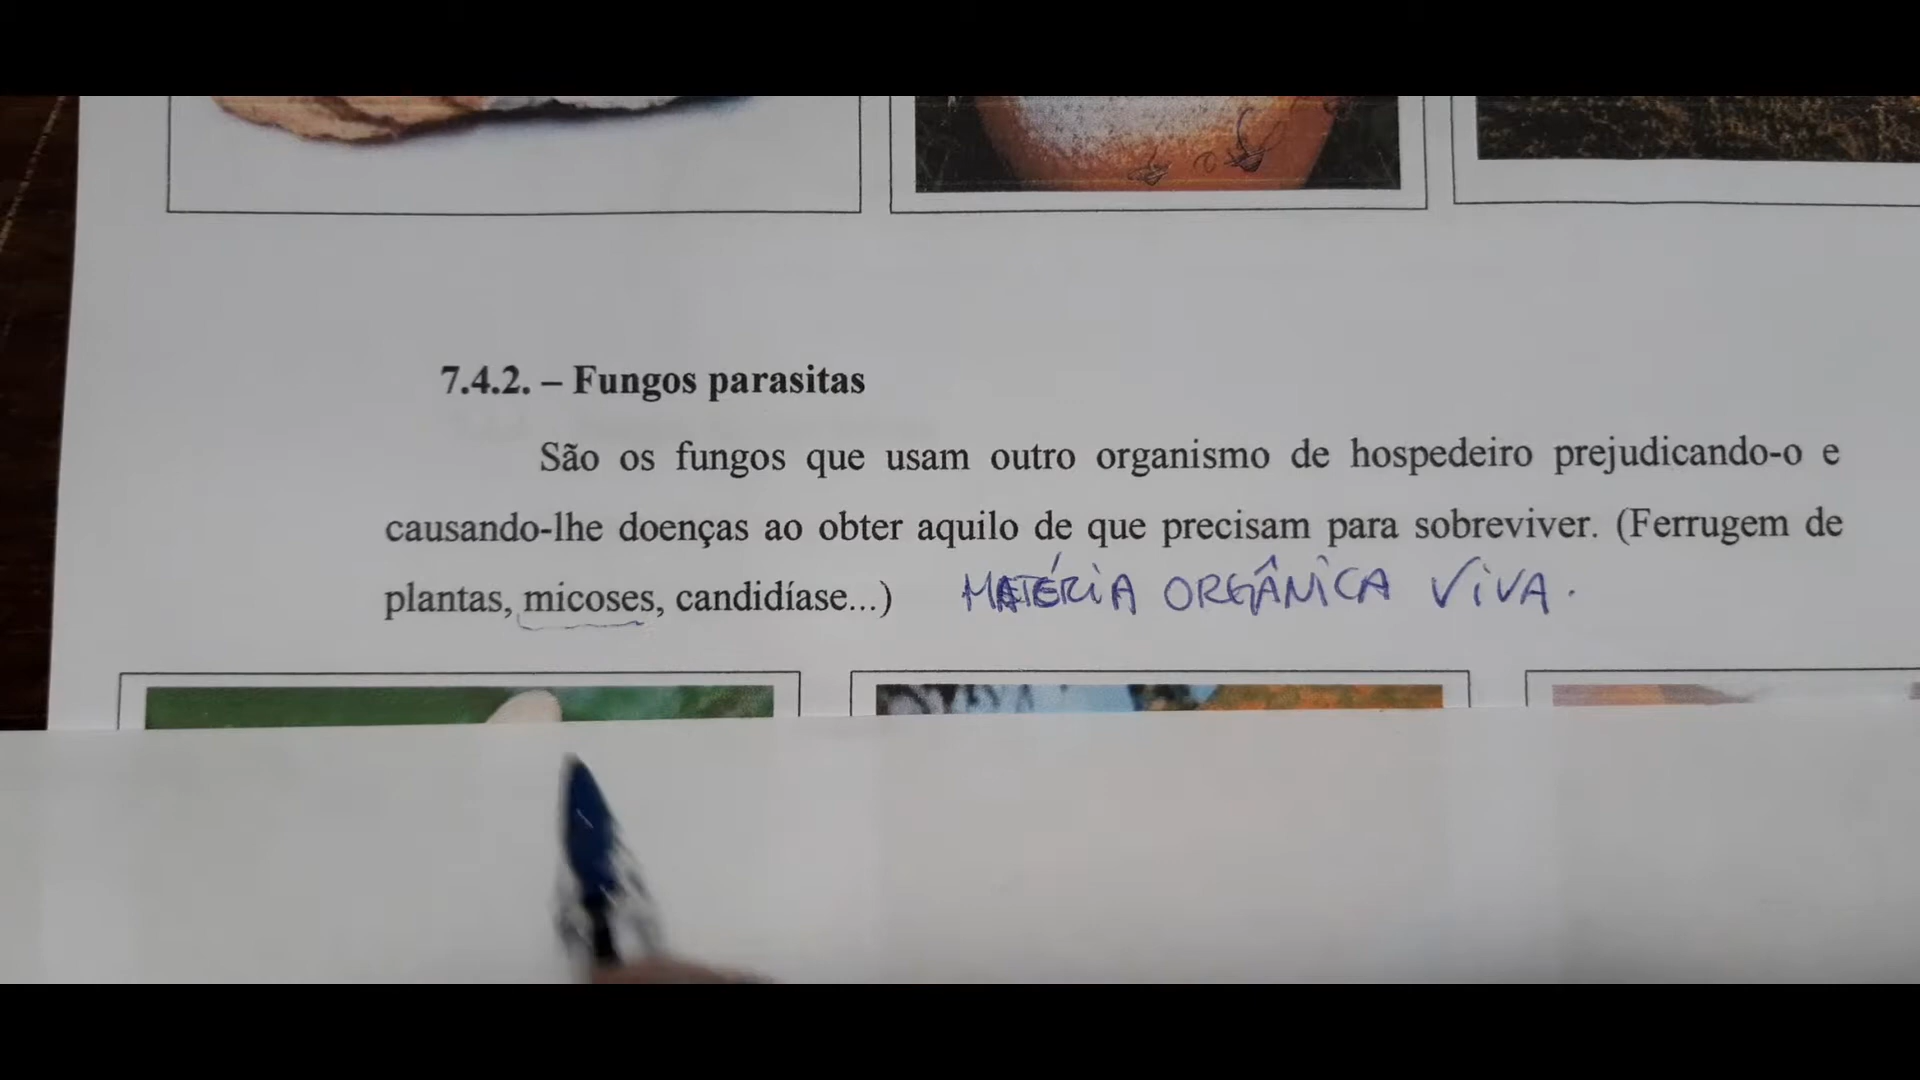 7.4.2. – Fungos parasitas
São os fungos que usam outro organismo de hospedeiro prejudicando-o e
causando-lhe doenças ao obter aquilo de que precisam para sobreviver. (Ferrugem de
plantas, micoses, candidíase...) MATÉRIA ORGÂNICA VIVA.